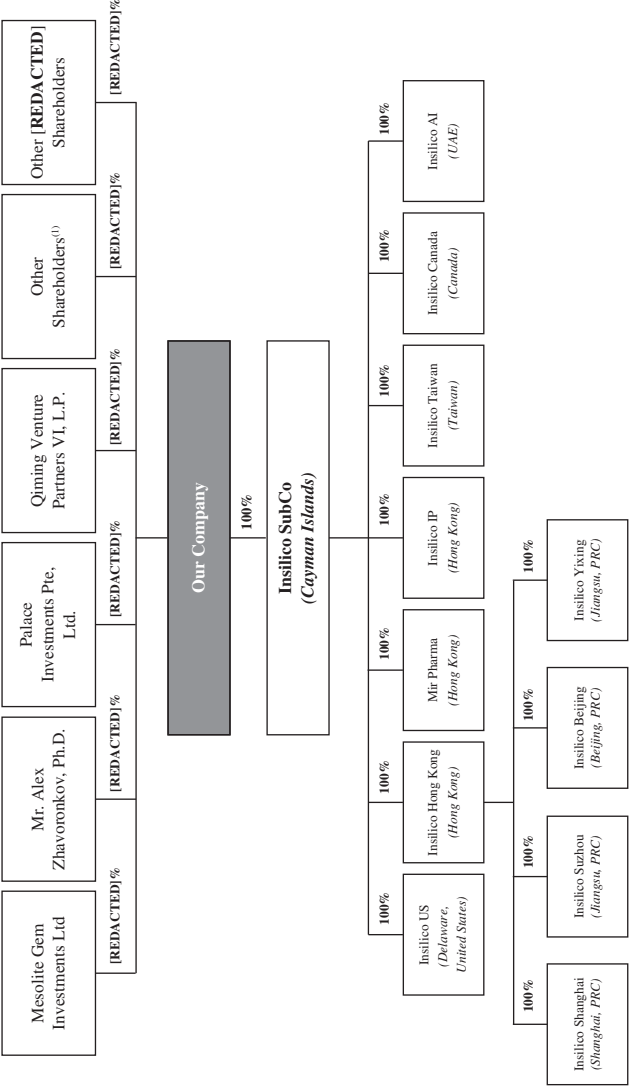 Mesolite Gem
Investments Ltd
Mr. Alex
Zhavoronkov, Ph.D.
Palace
Investments Pte,
Ltd.
Qiming Venture
Partners VI, L.P.
Other
Shareholders(1)
Other [REDACTED]
Shareholders
[REDACTED]%
[REDACTED]%
[REDACTED]%
[REDACTED]%
[REDACTED]%
[REDACTED]%
Our Company
100%
Insilico SubCo
(Cayman Islands)
100%
100%
100%
100%
100%
100%
100%
Insilico US
(Delaware,
United States)
Insilico Hong Kong
(Hong Kong)
Mir Pharma
(Hong Kong)
Insilico IP
(Hong Kong)
Insilico Taiwan
(Taiwan)
Insilico Canada
(Canada)
Insilico AI
(UAE)
100%
100%
100%
100%
Insilico Shanghai
(Shanghai, PRC)
Insilico Suzhou
(Jiangsu, PRC)
Insilico Beijing
(Beijing, PRC)
Insilico Yixing
(Jiangsu, PRC)